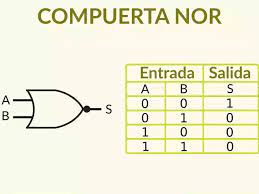 COMPUERTA NOR
Entrada Salida
A B S
0 0 1
0 1 0
1 0 0
1 1 0
A
B
S